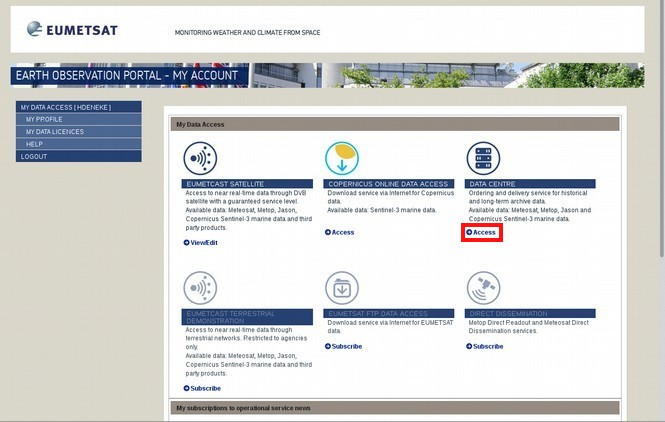 EUMETSAT
MONITORING WEATHER AND CLIMATE FROM SPACE
EARTH OBSERVATION PORTAL - MY ACCOUNT
MY DATA ACCESS [ HDENEKE ]
MY PROFILE
MY DATA LICENCES
HELP
LOGOUT
My Data Access
EUMETCAST SATELLITE
Access to near real-time data through DVB
satellite with a guaranteed service level.
Available data: Meteosat, Metop, Jason,
Copernicus Sentinel-3 marine data and third
party products.
View/Edit
COPERNICUS ONLINE DATA ACCESS
Download service via Internet for Copernicus
data.
Available data: Sentinel-3 marine data.
Access
DATA CENTRE
Ordering and delivery service for historical
and long-term archive data.
Available data: Meteosat, Metop, Jason and
Copernicus Sentinel-3 marine data.
Access
EUMETCAST TERRESTRIAL
DEMONSTRATION
Access to near real-time data through
terrestrial networks. Restricted to agencies
only.
Available data: Meteosat, Metop, Jason,
Copernicus Sentinel-3 marine data and third
party products.
Subscribe
EUMETSAT FTP DATA ACCESS
Download service via Internet for EUMETSAT
data.
Subscribe
DIRECT DISSEMINATION
Metop Direct Readout and Meteosat Direct
Dissemination services.
Subscribe
My subscriptions to operational service news